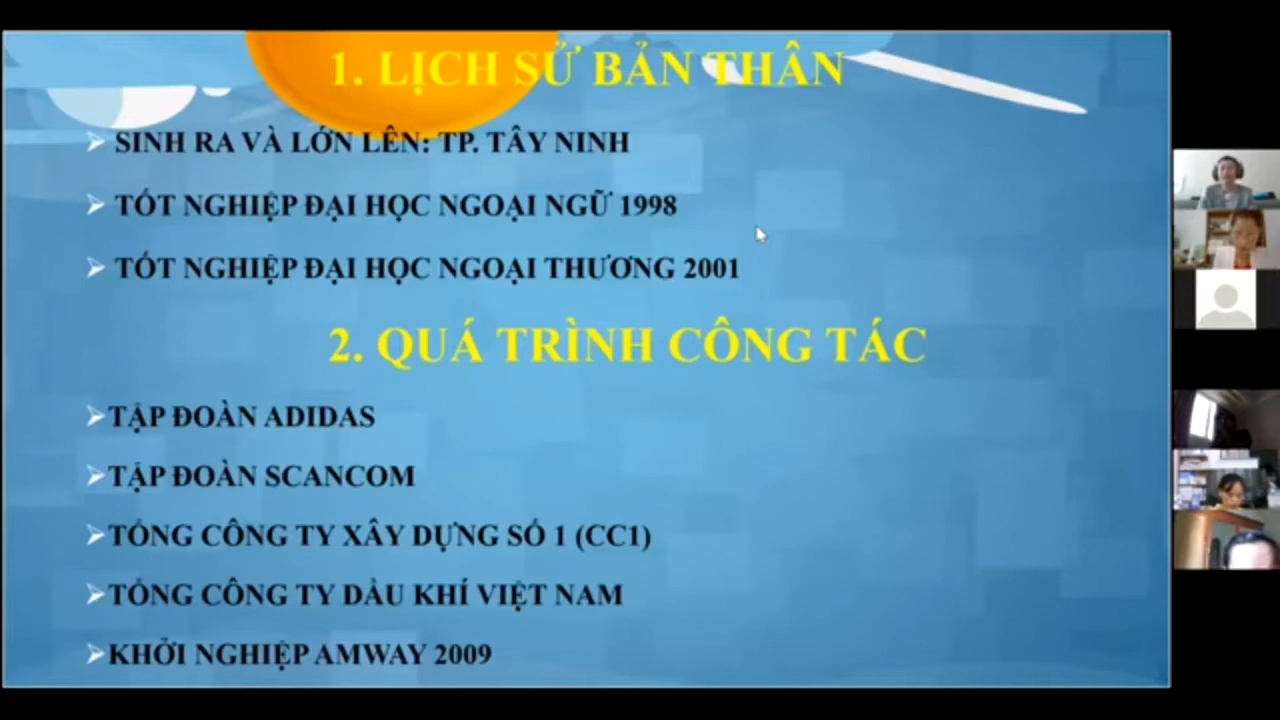 1. LỊCH SỬ BẢN THÂN
SINH RA VÀ LỚN LÊN: TP. TÂY NINH
TỐT NGHIỆP ĐẠI HỌC NGOẠI NGỮ 1998
TỐT NGHIỆP ĐẠI HỌC NGOẠI THƯƠNG 2001
2. QUÁ TRÌNH CÔNG TÁC
TẬP ĐOÀN ADIDAS
TẬP ĐOÀN SCANCOM
TỔNG CÔNG TY XÂY DỰNG SỐ 1 (CC1)
TỔNG CÔNG TY DẦU KHÍ VIỆT NAM
KHỞI NGHIỆP AMWAY 2009